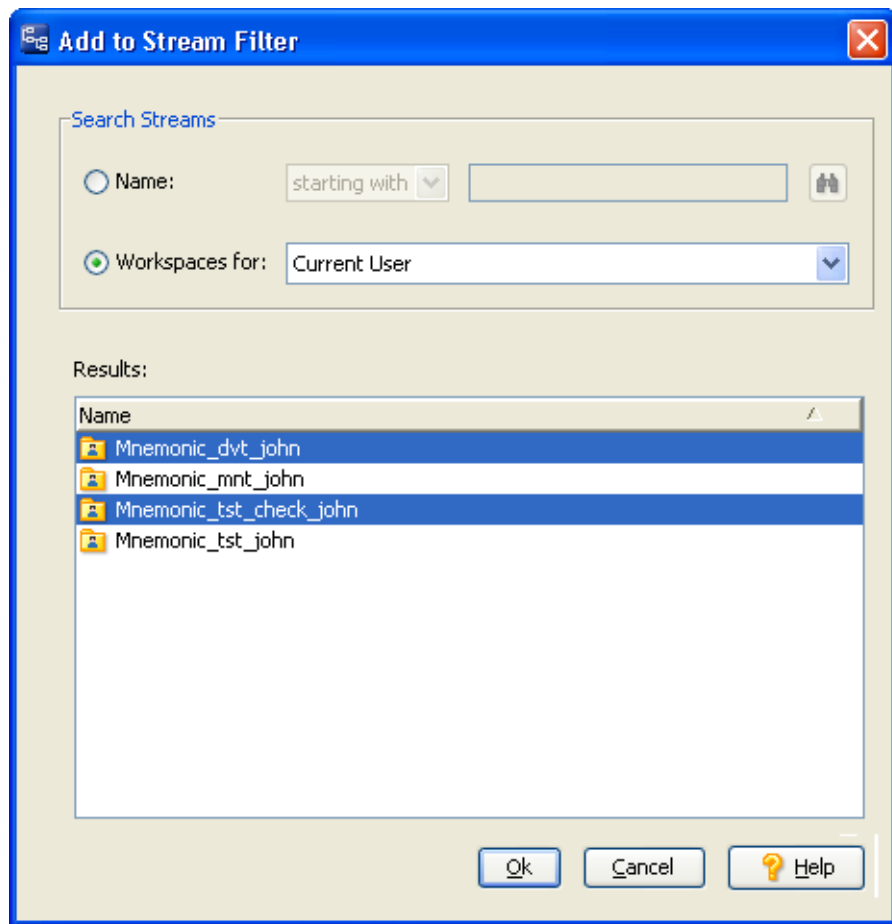 Add to Stream Filter
Search Streams
Name: starting with
Workspaces for: Current User
Results:
Name
Mnemonic_dvt_john
Mnemonic_mnt_john
Mnemonic_tst_check_john
Mnemonic_tst_john
Ok Cancel ? Help